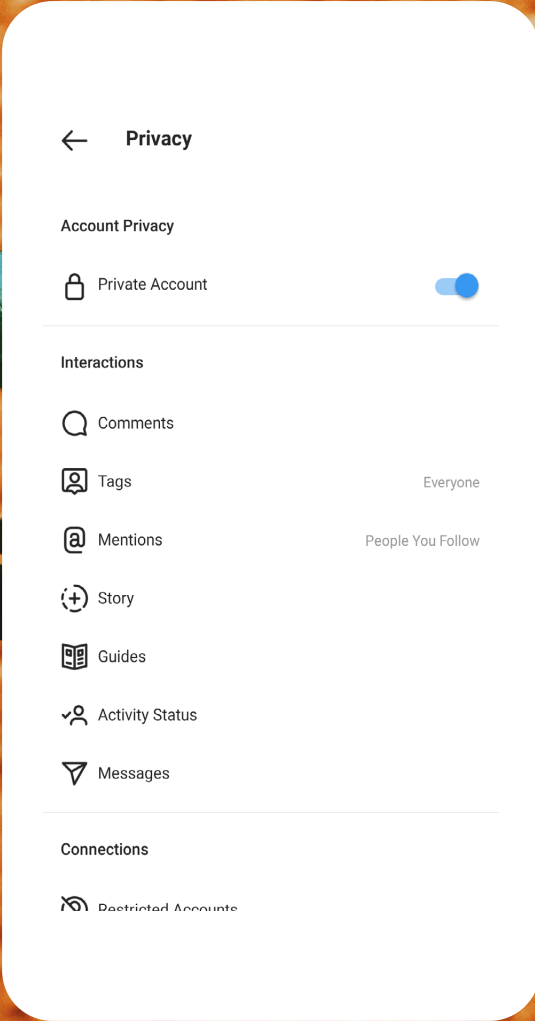 Privacy
Account Privacy
Private Account
Interactions
Comments
Tags Everyone
Mentions People You Follow
Story
Guides
Activity Status
Messages
Connections
Restricted Accounts